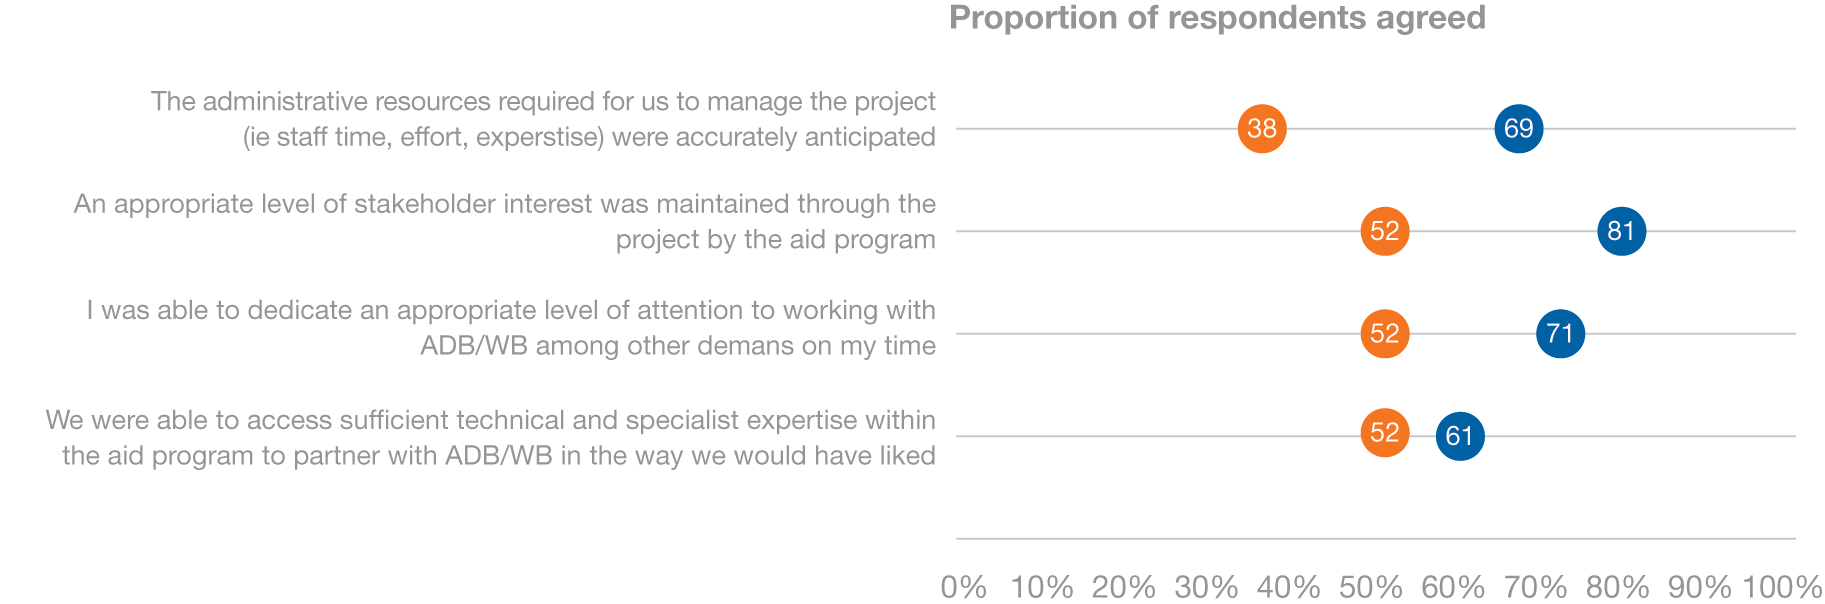 Proportion of respondents agreed
The administrative resources required for us to manage the project
(ie staff time, effort, experstise) were accurately anticipated
38 69
An appropriate level of stakeholder interest was maintained through the
project by the aid program
52 81
I was able to dedicate an appropriate level of attention to working with
ADB/WB among other demans on my time
52 71
We were able to access sufficient technical and specialist expertise within
the aid program to partner with ADB/WB in the way we would have liked
52 61
0% 10% 20% 30% 40% 50% 60% 70% 80% 90% 100%